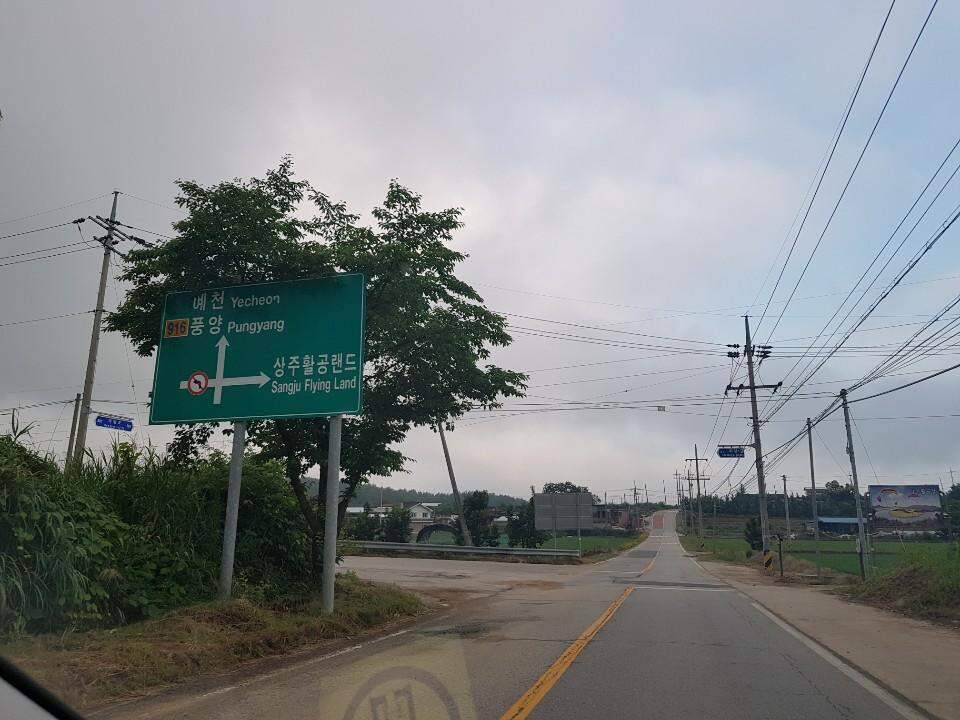 예천 Yecheon
916 풍양 Pungyang
상주활공랜드
Sangju Flying Land